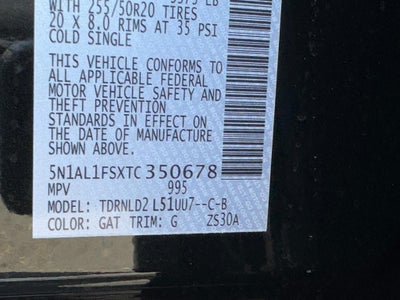 WITH 255/50R20 TIRES
20 X 8.0 RIMS AT 35 PSI
COLD SINGLE
THIS VEHICLE CONFORMS TO
ALL APPLICABLE FEDERAL
MOTOR VEHICLE SAFETY AND
THEFT PREVENTION
STANDARDS IN EFFECT ON
THE DATE OF MANUFACTURE
SHOWN ABOVE.
5N1AL1FSXTC350678
MPV 995
MODEL: TDRNLD2 L51UU7--C-B
COLOR: GAT TRIM: G ZS30A